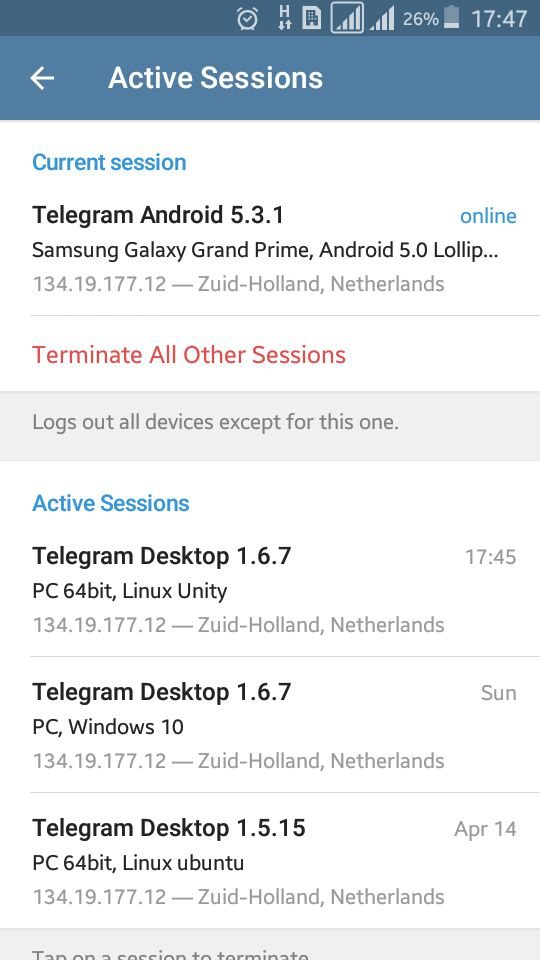 H 26% 17:47
Active Sessions
Current session
Telegram Android 5.3.1 online
Samsung Galaxy Grand Prime, Android 5.0 Lollip...
134.19.177.12 — Zuid-Holland, Netherlands
Terminate All Other Sessions
Logs out all devices except for this one.
Active Sessions
Telegram Desktop 1.6.7 17:45
PC 64bit, Linux Unity
134.19.177.12 — Zuid-Holland, Netherlands
Telegram Desktop 1.6.7 Sun
PC, Windows 10
134.19.177.12 — Zuid-Holland, Netherlands
Telegram Desktop 1.5.15 Apr 14
PC 64bit, Linux ubuntu
134.19.177.12 — Zuid-Holland, Netherlands
Tap on a session to terminate